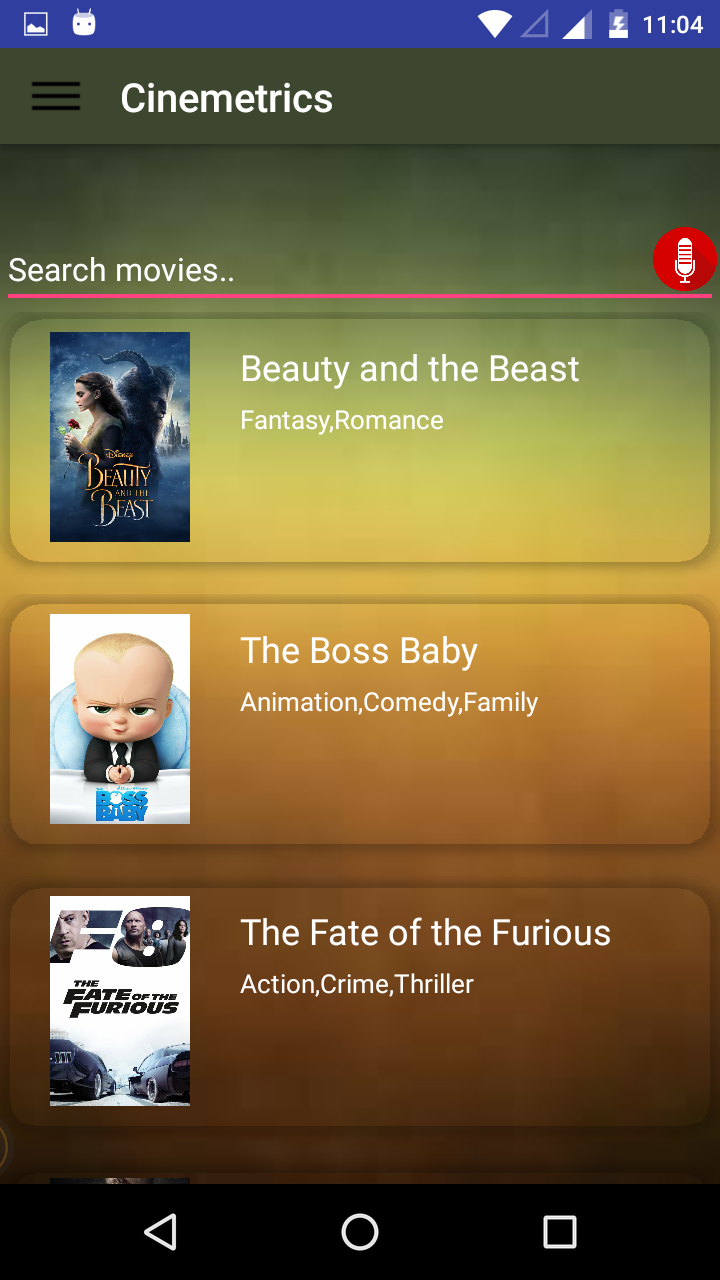 11:04
Cinemetrics
Search movies..
Beauty and the Beast
Fantasy,Romance
Disney
BEAUTY
AND THE
BEAST
The Boss Baby
Animation,Comedy,Family
THE
BOSS
BABY
The Fate of the Furious
Action,Crime,Thriller
F8
THE
FATE OF THE
FURIOUS